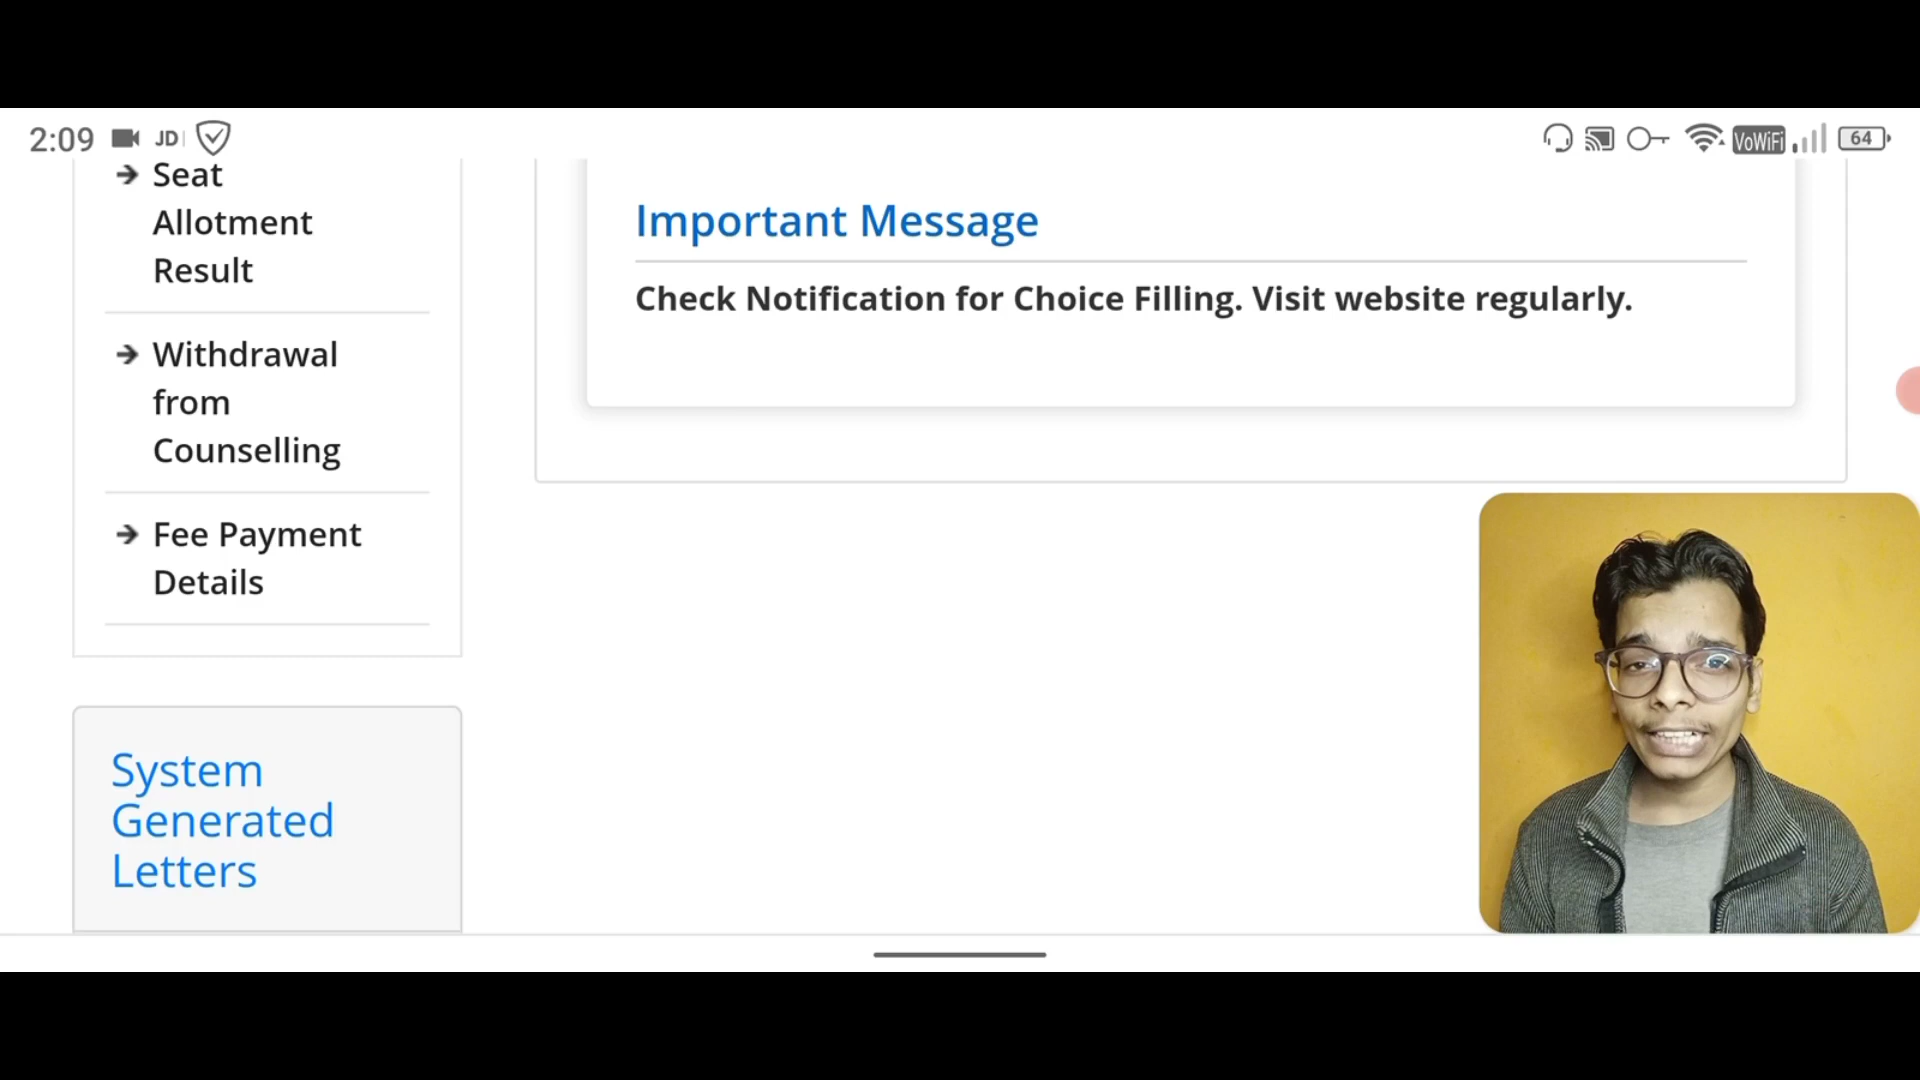 2:09 JD
VoWiFi 64
Seat
Allotment
Result
Withdrawal
from
Counselling
Fee Payment
Details
System
Generated
Letters
Important Message
Check Notification for Choice Filling. Visit website regularly.